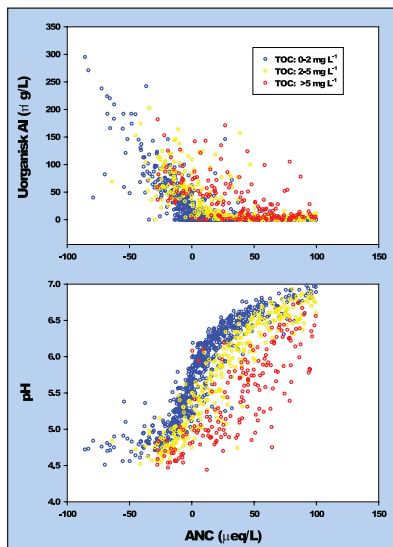 300
250
200
150
100
50
0
Uorganisk Al (µg/L)
TOC: 0-2 mg L⁻¹
TOC: 2-5 mg L⁻¹
TOC: >5 mg L⁻¹
-100 -50 0 50 100 150
7.0
6.5
6.0
5.5
5.0
4.5
4.0
pH
-100 -50 0 50 100 150
ANC (µeq/L)